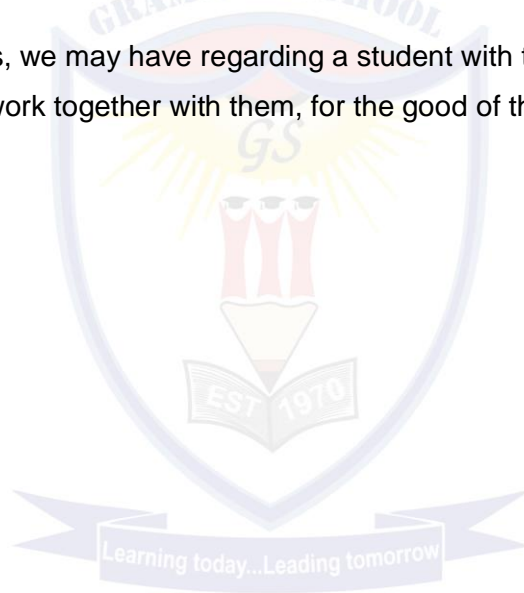 SCHOOL
s, we may have regarding a student with t
work together with them, for the good of th
GS
EST 1970
Learning today...Leading tomorrow